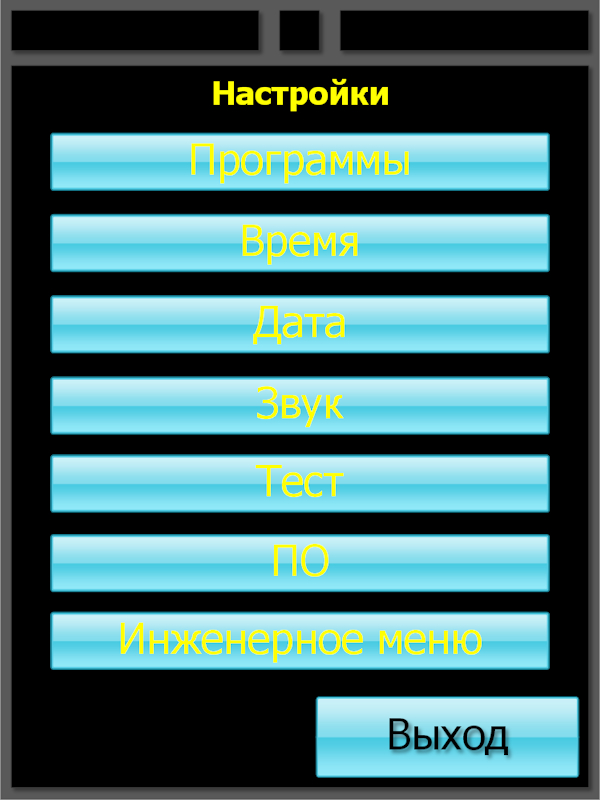 Настройки
Программы
Время
Дата
Звук
Тест
ПО
Инженерное меню
Выход